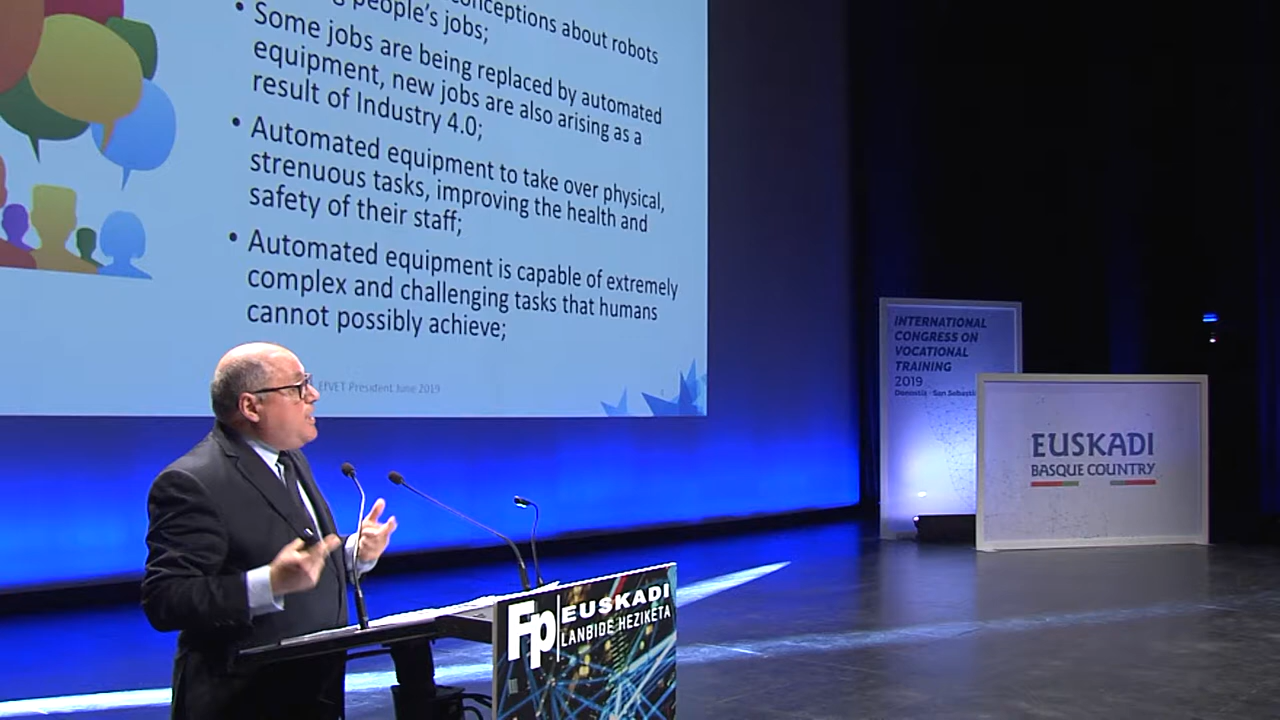 conceptions about robots
people's jobs;
• Some jobs are being replaced by automated
equipment, new jobs are also arising as a
result of Industry 4.0;
• Automated equipment to take over physical,
strenuous tasks, improving the health and
safety of their staff;
• Automated equipment is capable of extremely
complex and challenging tasks that humans
cannot possibly achieve;
EfVET President June 2019
INTERNATIONAL
CONGRESS ON
VOCATIONAL
TRAINING
2019
Donostia - San Sebasti
EUSKADI
BASQUE COUNTRY
Fp EUSKADI
LANBIDE HEZIKETA